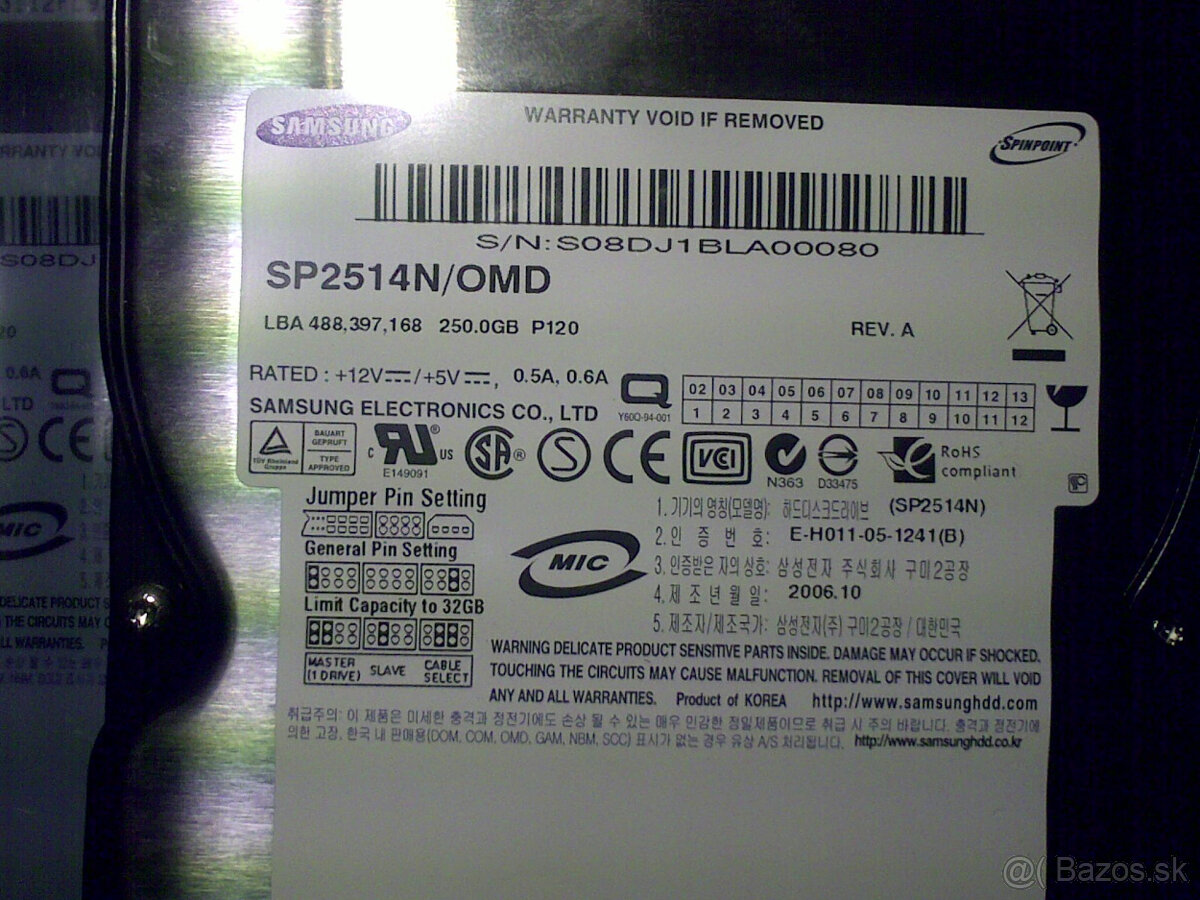 SAMSUNG
WARRANTY VOID IF REMOVED
SPINPOINT
S/N:S08DJ1BLA00080
SP2514N/OMD
LBA 488,397,168 250.0GB P120
REV. A
RATED : +12V /+5V , 0.5A, 0.6A
Q
Y60Q-94-001
02 03 04 05 06 07 08 09 10 11 12 13
1 2 3 4 5 6 7 8 9 10 11 12
SAMSUNG ELECTRONICS CO., LTD
TÜV Rheinland Gruppe
BAUART GEPRUFT
TYPE APPROVED
c RU ® US
E149091
SA ®
S
CE
VCI
N363
D33475
RoHS
compliant
Jumper Pin Setting
General Pin Setting
Limit Capacity to 32GB
MASTER (1 DRIVE) SLAVE CABLE SELECT
MIC
1. 기기의 명칭(모델명): 하드디스크드라이브 (SP2514N)
2. 인 증 번 호: E-H011-05-1241(B)
3. 인증받은 자의 상호: 삼성전자 주식회사 구미2공장
4. 제 조 년 월 일: 2006.10
5. 제조자/제조국가: 삼성전자(주) 구미2공장 / 대한민국
WARNING DELICATE PRODUCT SENSITIVE PARTS INSIDE. DAMAGE MAY OCCUR IF SHOCKED.
TOUCHING THE CIRCUITS MAY CAUSE MALFUNCTION. REMOVAL OF THIS COVER WILL VOID
ANY AND ALL WARRANTIES. Product of KOREA http://www.samsunghdd.com
취급주의: 이 제품은 미세한 충격과 정전기에도 손상 될 수 있는 매우 민감한 정밀제품이므로 취급 시 주의 바랍니다. 충격과 정전기에
의한 고장, 한국 내 판매용(DOM, COM, OMD, GAM, NBM, SCC) 표시가 없는 경우 유상 A/S 처리됩니다. http://www.samsunghdd.co.kr
@( Bazos.sk